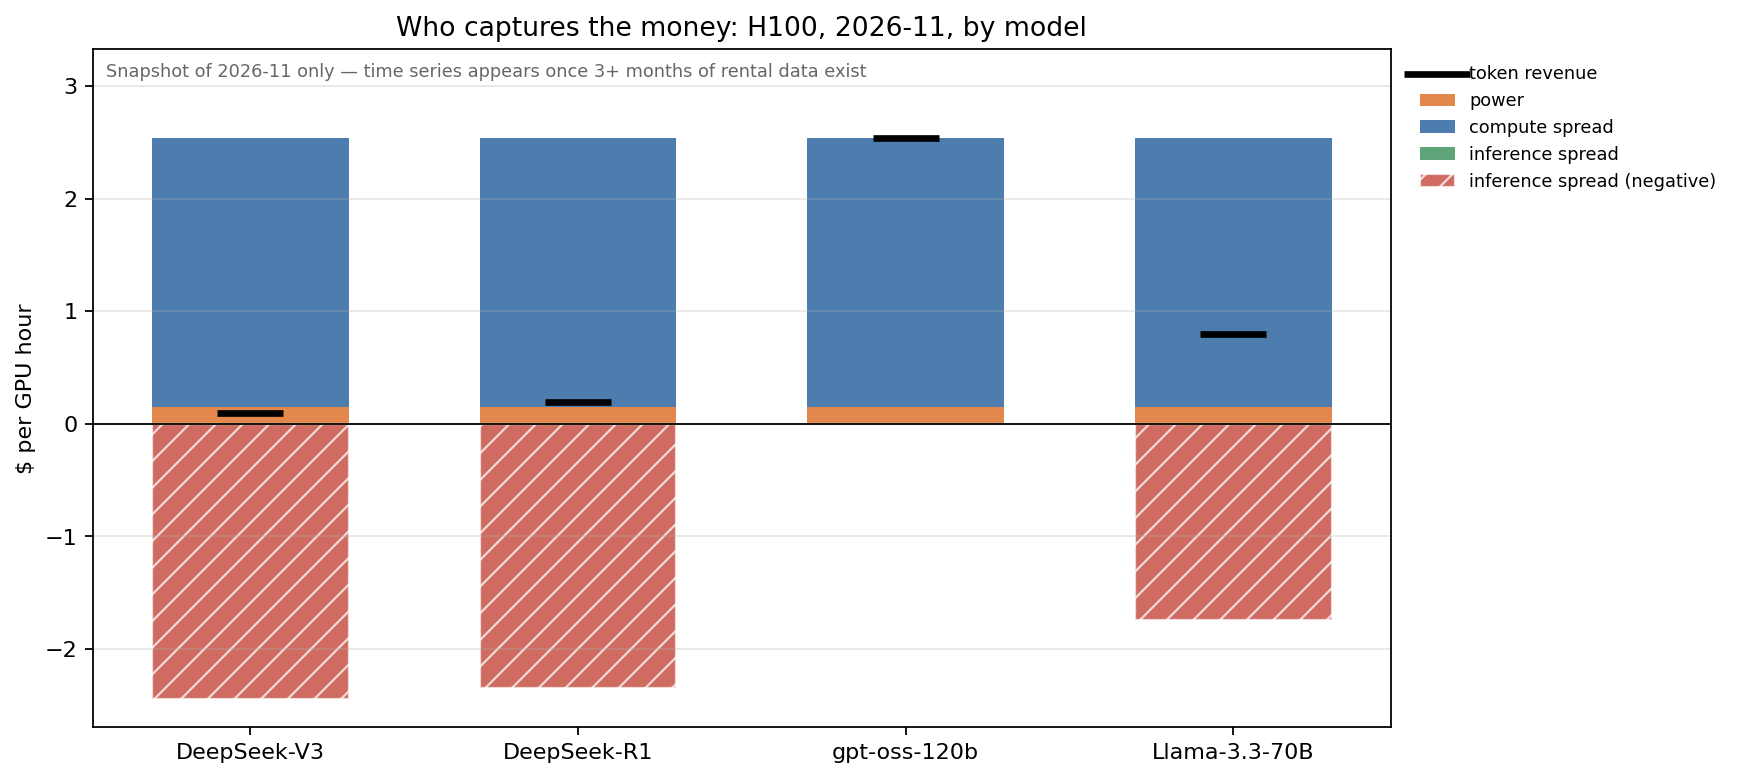 Who captures the money: H100, 2026-11, by model
Snapshot of 2026-11 only — time series appears once 3+ months of rental data exist
token revenue
power
compute spread
inference spread
inference spread (negative)
$ per GPU hour
3
2
1
0
−1
−2
DeepSeek-V3
DeepSeek-R1
gpt-oss-120b
Llama-3.3-70B